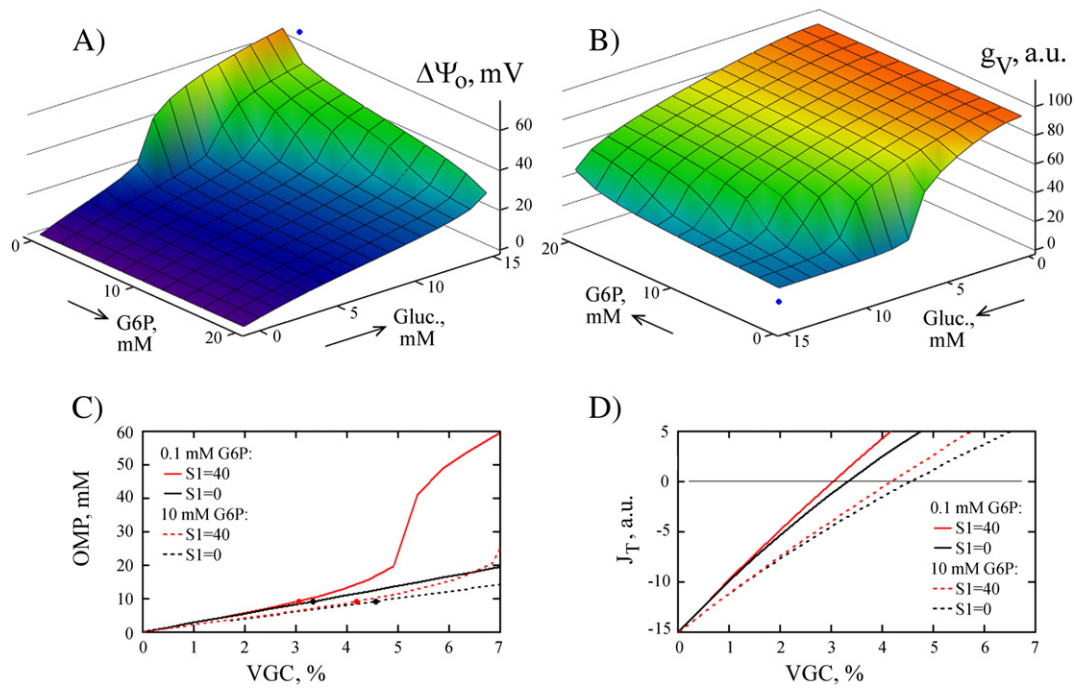 A)
ΔΨo, mV
60
40
20
0
0
10
20
G6P,
mM
0
5
10
15
Gluc.,
mM
B)
gV, a.u.
100
80
60
40
20
0
20
10
0
G6P,
mM
15
10
5
0
Gluc.,
mM
C)
OMP, mM
60
50
40
30
20
10
0
0.1 mM G6P:
S1=40
S1=0
10 mM G6P:
S1=40
S1=0
0 1 2 3 4 5 6 7
VGC, %
D)
JT, a.u.
5
0
-5
-10
-15
0.1 mM G6P:
S1=40
S1=0
10 mM G6P:
S1=40
S1=0
0 1 2 3 4 5 6 7
VGC, %